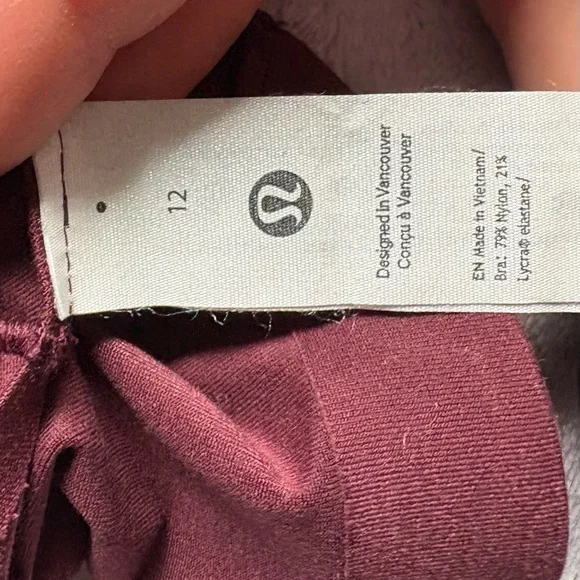 12
Designed in Vancouver
Conçu à Vancouver
EN Made in Vietnam/
Bra: 79% Nylon, 21%
Lycra® elastane/